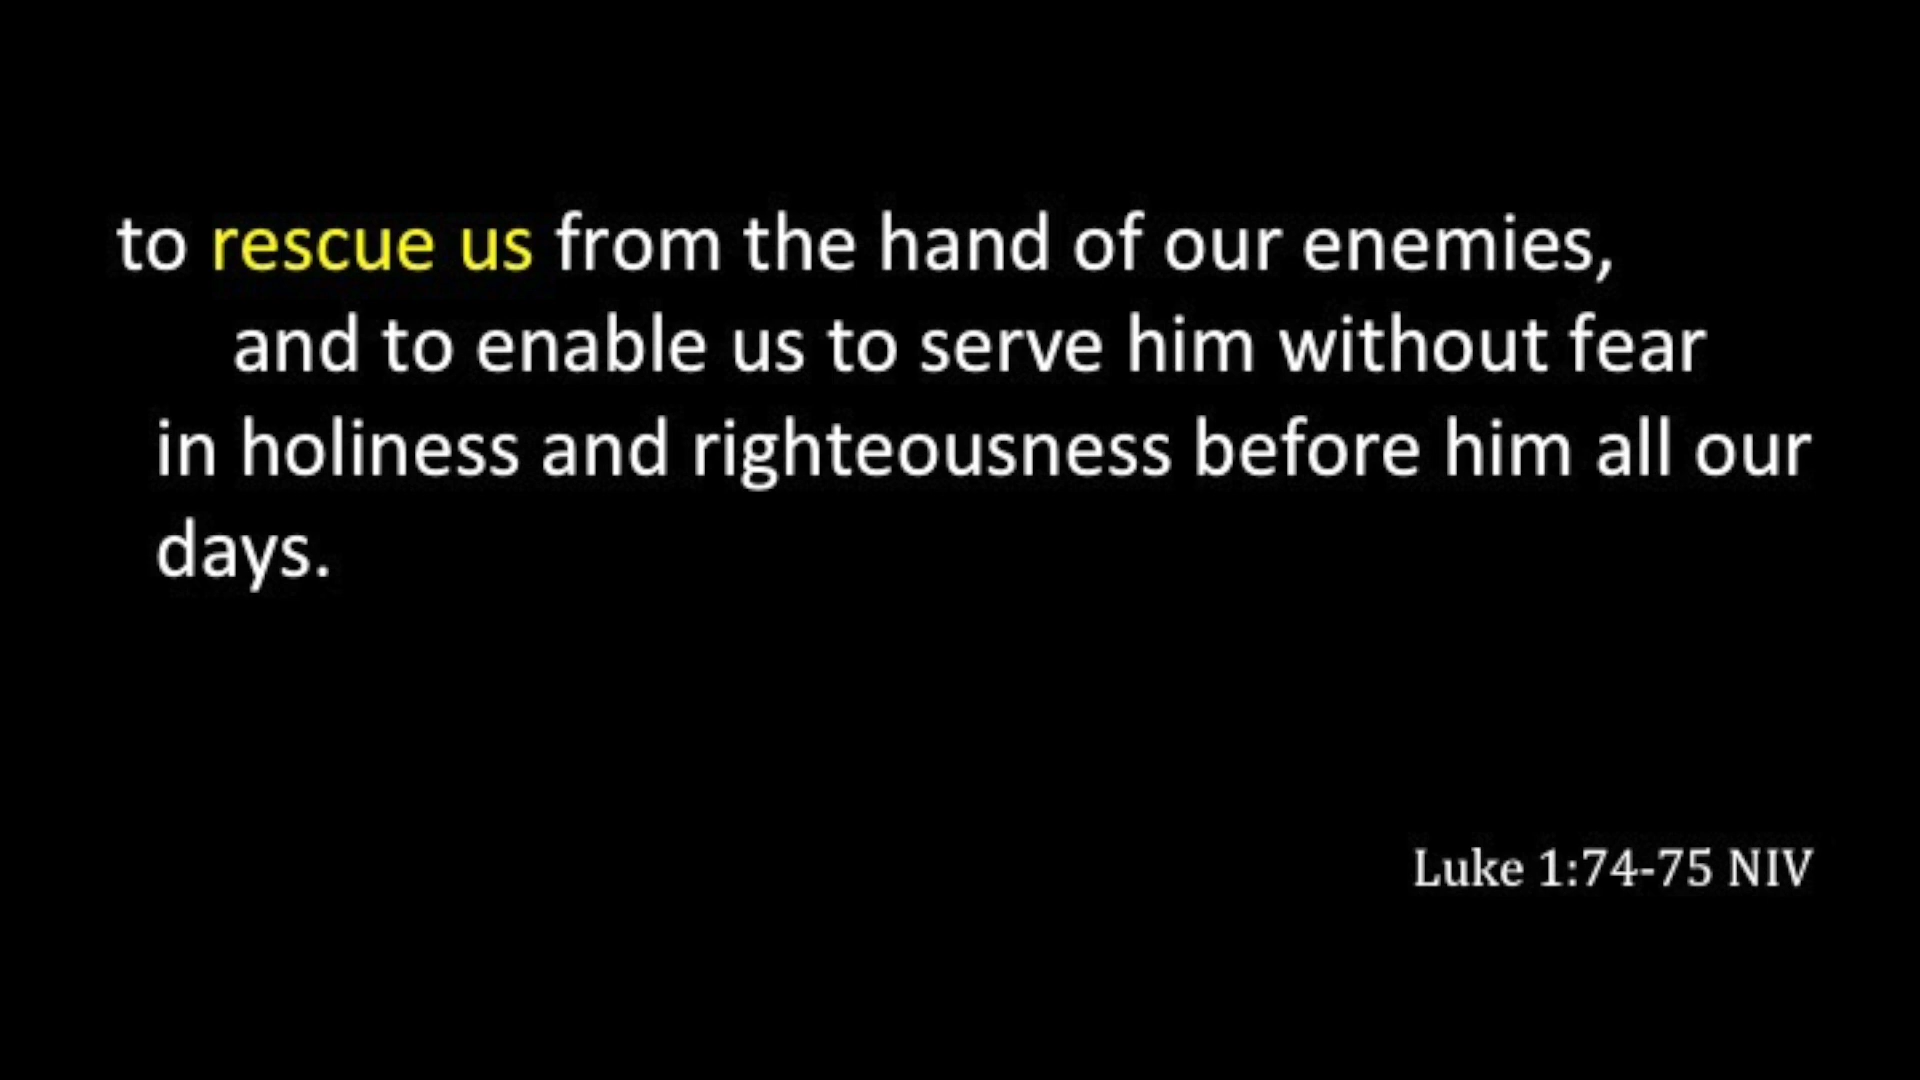 to rescue us from the hand of our enemies,
and to enable us to serve him without fear
in holiness and righteousness before him all our
days.
Luke 1:74-75 NIV